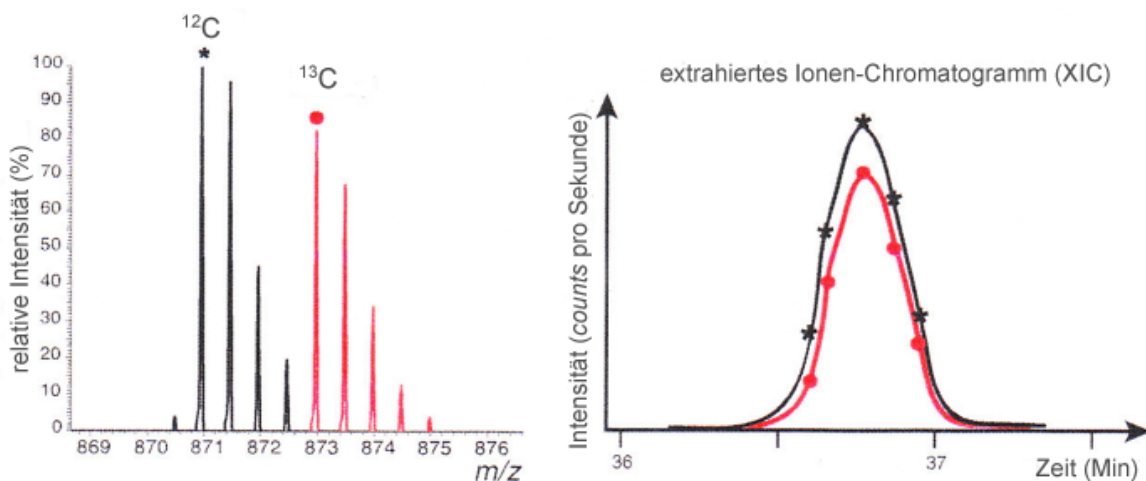 ¹²C
*
¹³C
100
90
80
70
60
50
40
30
20
10
0
relative Intensität (%)
869 870 871 872 873 874 875 876
m/z
extrahiertes Ionen-Chromatogramm (XIC)
Intensität (counts pro Sekunde)
36 37
Zeit (Min)